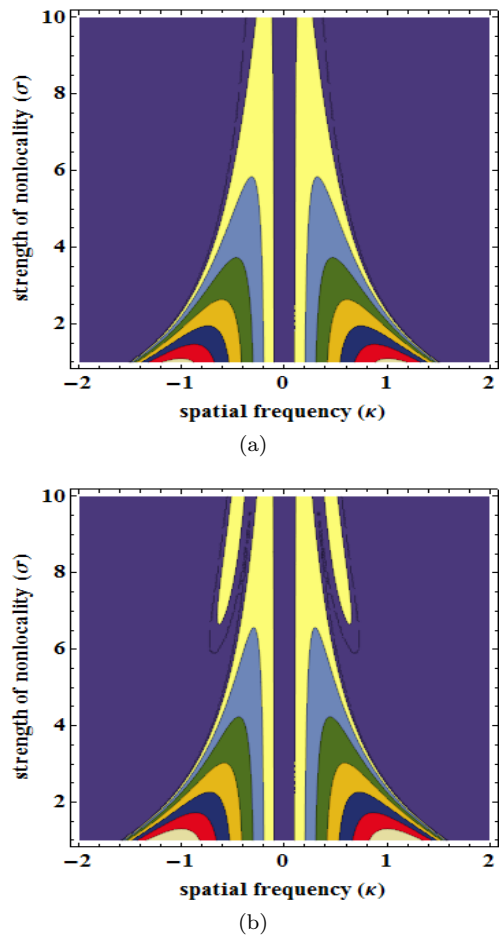 10
8
6
4
2
strength of nonlocality (σ)
−2 −1 0 1 2
spatial frequency (κ)
(a)
10
8
6
4
2
strength of nonlocality (σ)
−2 −1 0 1 2
spatial frequency (κ)
(b)